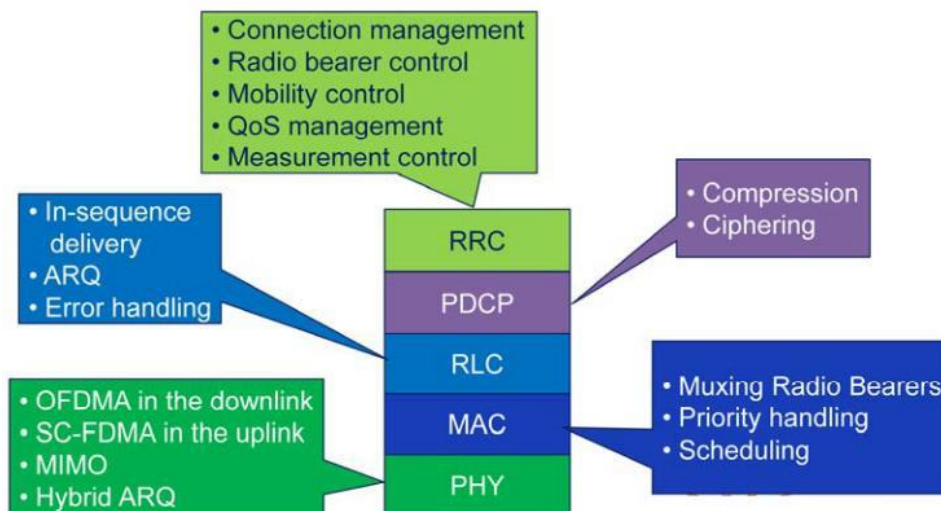 • Connection management
• Radio bearer control
• Mobility control
• QoS management
• Measurement control
• Compression
• Ciphering
• In-sequence
delivery
• ARQ
• Error handling
RRC
PDCP
RLC
MAC
PHY
• Muxing Radio Bearers
• Priority handling
• Scheduling
• OFDMA in the downlink
• SC-FDMA in the uplink
• MIMO
• Hybrid ARQ